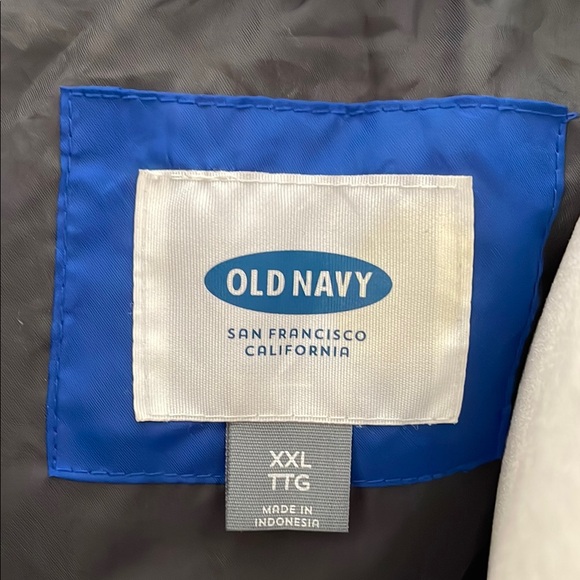 OLD NAVY
SAN FRANCISCO
CALIFORNIA
XXL
TTG
MADE IN
INDONESIA